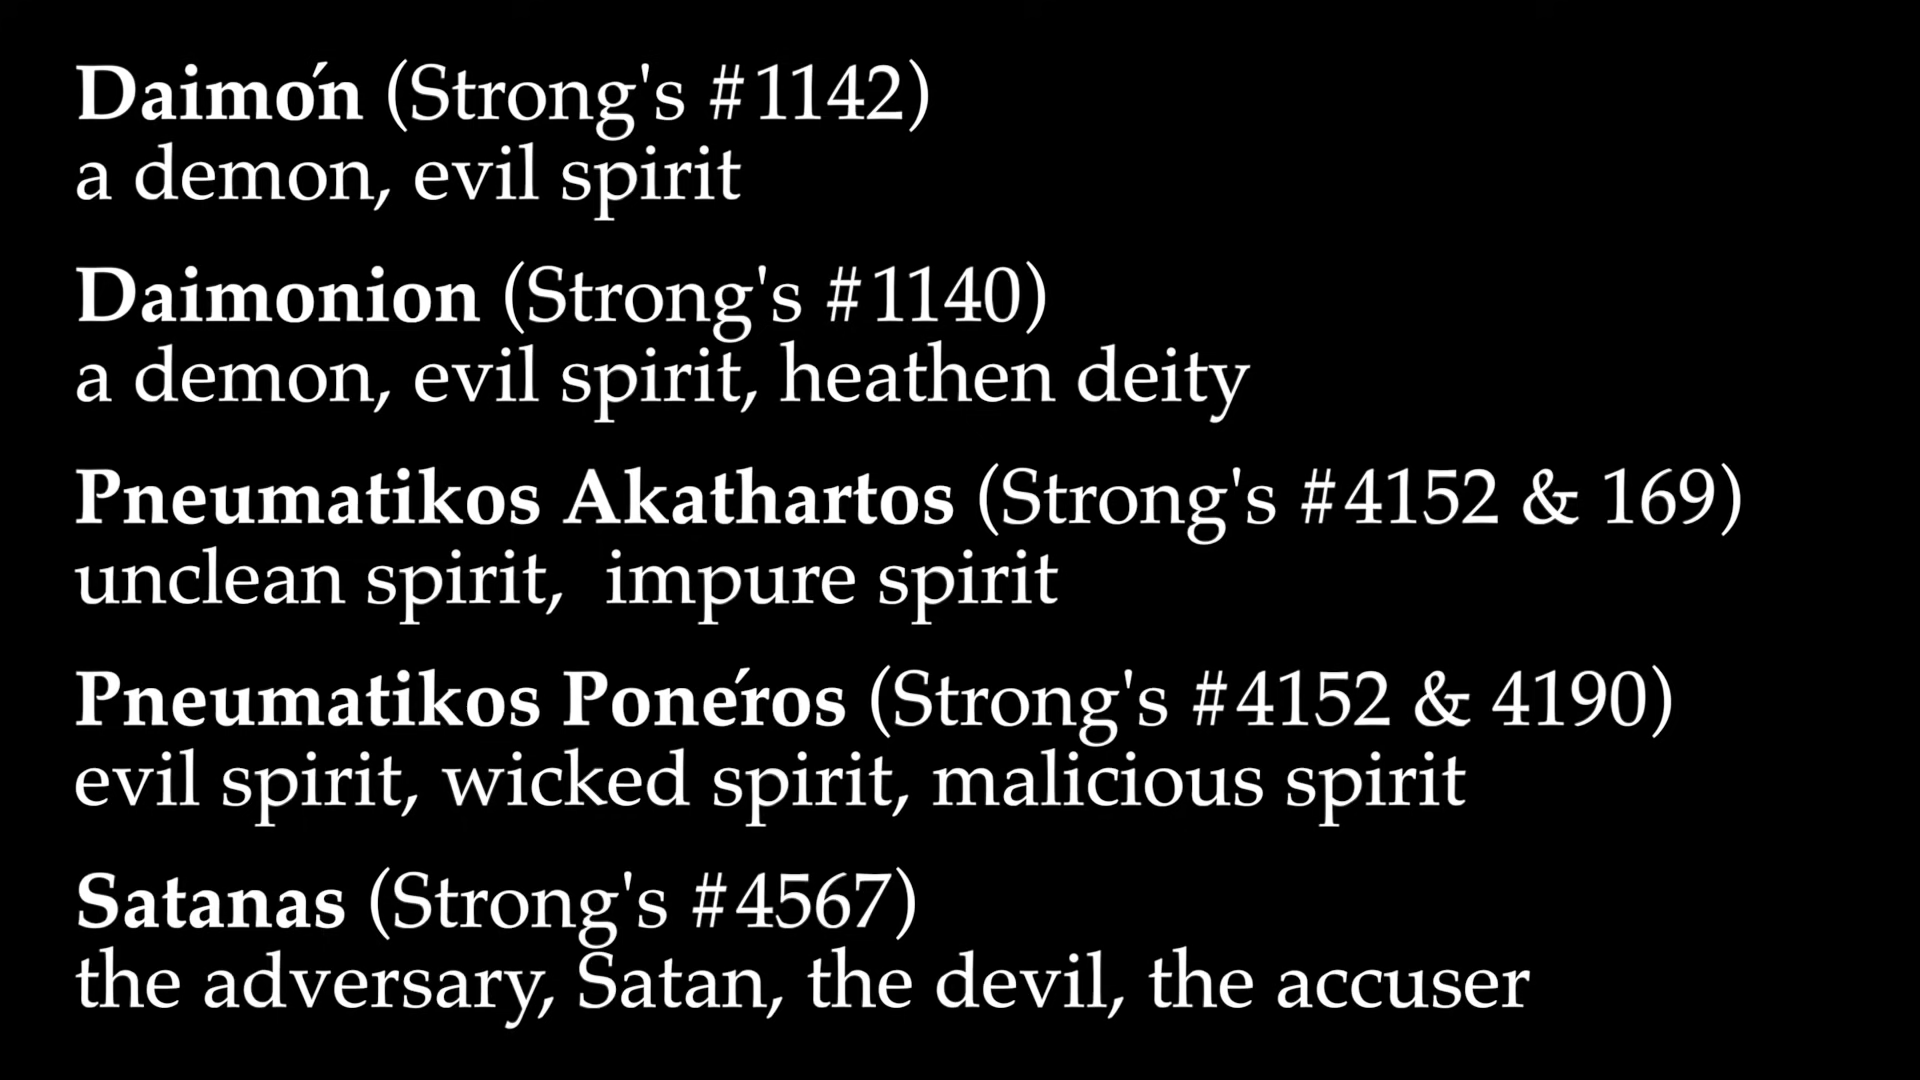 Daimón (Strong's #1142)
a demon, evil spirit
Daimonion (Strong's #1140)
a demon, evil spirit, heathen deity
Pneumatikos Akathartos (Strong's #4152 & 169)
unclean spirit,  impure spirit
Pneumatikos Ponéros (Strong's #4152 & 4190)
evil spirit, wicked spirit, malicious spirit
Satanas (Strong's #4567)
the adversary, Satan, the devil, the accuser